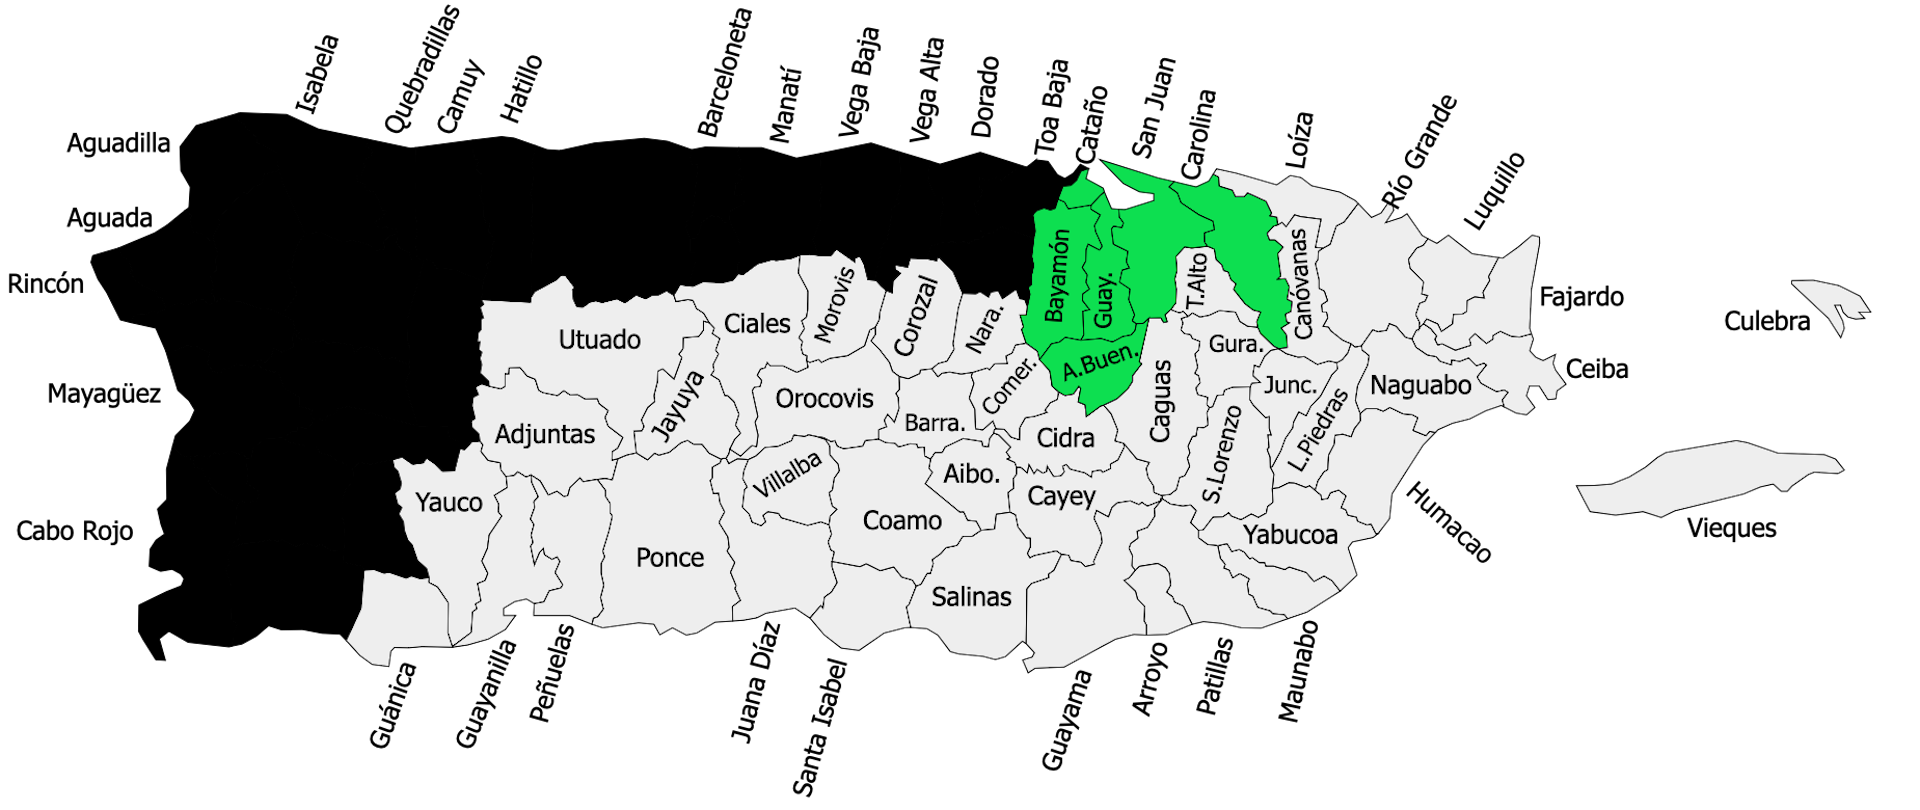 Isabela
Quebradillas
Camuy
Hatillo
Barceloneta
Manatí
Vega Baja
Vega Alta
Dorado
Toa Baja
Cataño
San Juan
Carolina
Loíza
Río Grande
Luquillo
Aguadilla
Aguada
Rincón
Mayagüez
Cabo Rojo
Utuado
Ciales
Morovis
Corozal
Nara.
Bayamón
Guay.
T.Alto
Canóvanas
Fajardo
Culebra
Ceiba
Adjuntas
Jayuya
Orocovis
Barra.
Comer.
A.Buen.
Caguas
Gura.
Junc.
L.Piedras
Naguabo
Yauco
Villalba
Aibo.
Cidra
Cayey
S.Lorenzo
Humacao
Vieques
Ponce
Coamo
Salinas
Yabucoa
Guánica
Guayanilla
Peñuelas
Juana Díaz
Santa Isabel
Guayama
Arroyo
Patillas
Maunabo